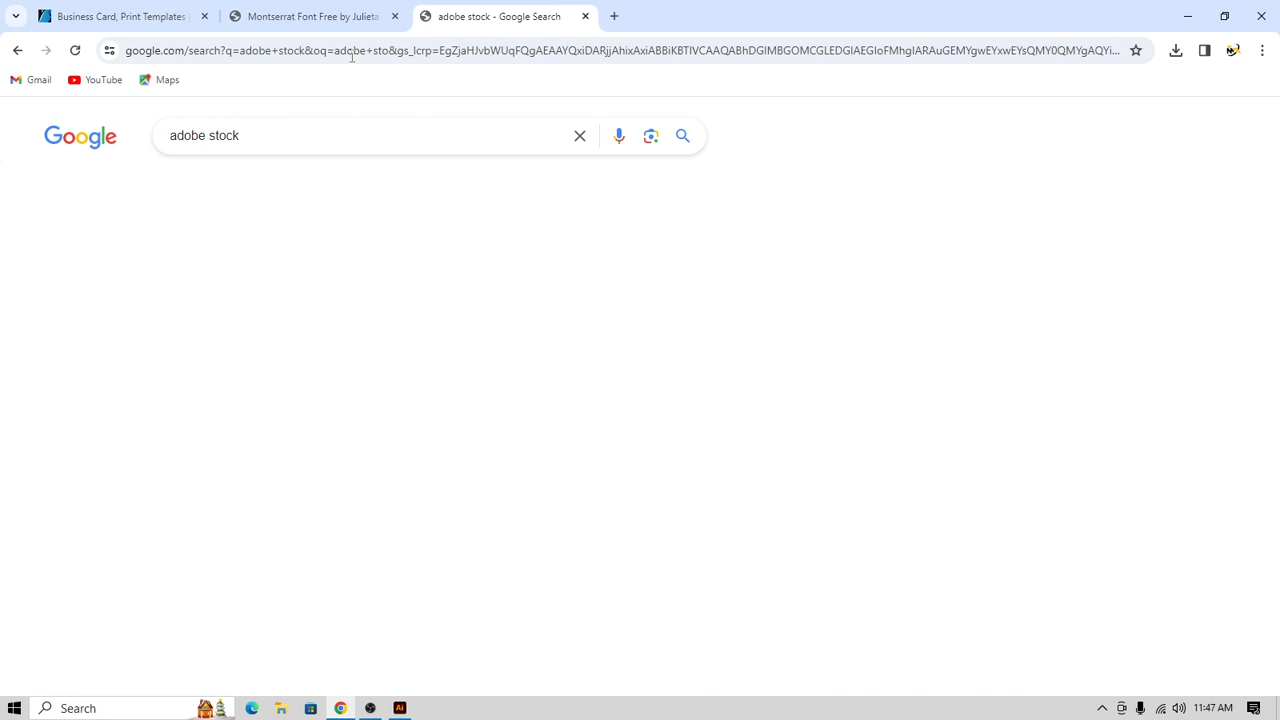 Business Card, Print Templates |
Montserrat Font Free by Julieta
adobe stock - Google Search
google.com/search?q=adobe+stock&oq=adobe+sto&gs_lcrp=EgZjaHJvbWUqFQgAEAAYQxiDARjjAhixAxiABBiKBTIVCAAQABhDGIMBGOMCGLEDGIAEGIoFMhgIARAuGEMYgwEYxwEYsQMY0QMYgAQYi...
Gmail
YouTube
Maps
Google
adobe stock
Search
Ai
11:47 AM